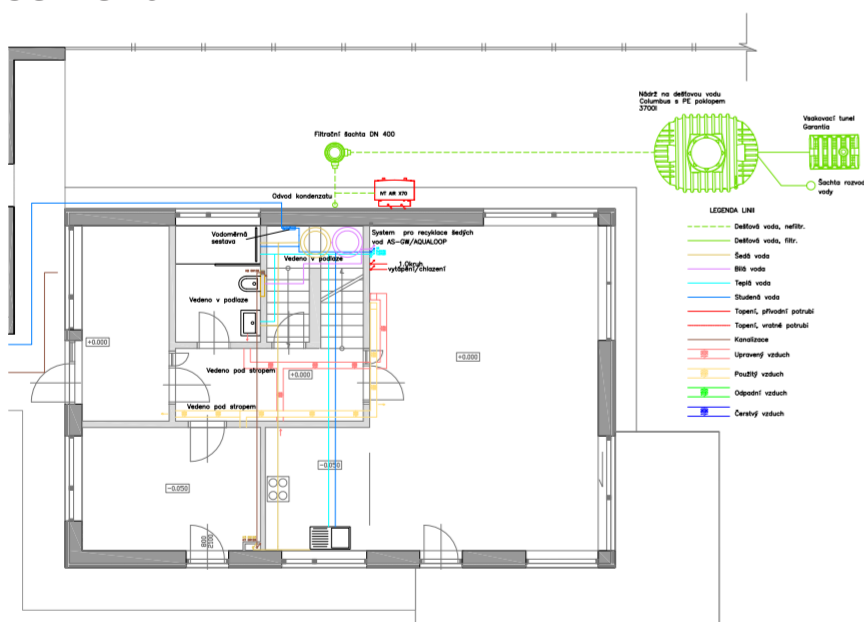 Nádrž na dešťovou vodu
Columbus s PE poklopem
3700l
Vsakovací tunel
Garantia
Filtrační šachta DN 400
Šachta rozvod
vody
Odvod kondenzatu
IVT AIR X70
LEGENDA LINII
Dešťová voda, nefiltr.
Dešťová voda, filtr.
Šedá voda
Bílá voda
Teplá voda
Studená voda
Topení, přívodní potrubí
Topení, vratné potrubí
Kanalizace
Upravený vzduch
Použitý vzduch
Odpadní vzduch
Čerstvý vzduch
Vodoměrná
sestava
System pro recyklace šedých
vod AS-GW/AQUALOOP
Vedeno v podlaze
1.Okruh
vytápění/chlazení
Vedeno v podlaze
+0.000
+0.000
Vedeno pod stropem
+0.000
Vedeno pod stropem
-0.050
-0.050
800
2100